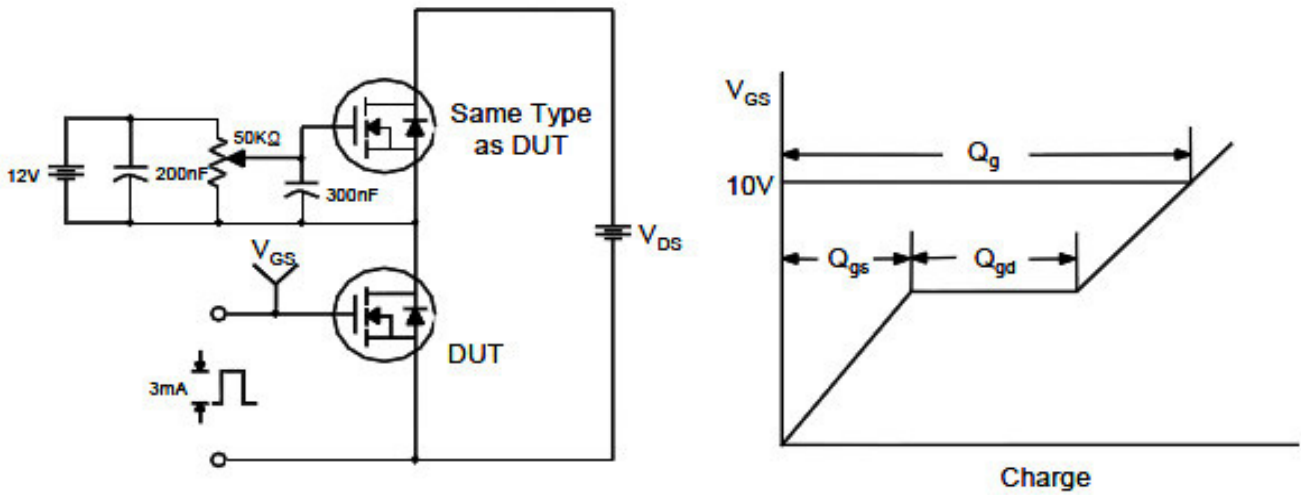 12V
200nF
50KΩ
300nF
Same Type
as DUT
V_DS
V_GS
DUT
3mA
V_GS
10V
Q_g
Q_gs
Q_gd
Charge